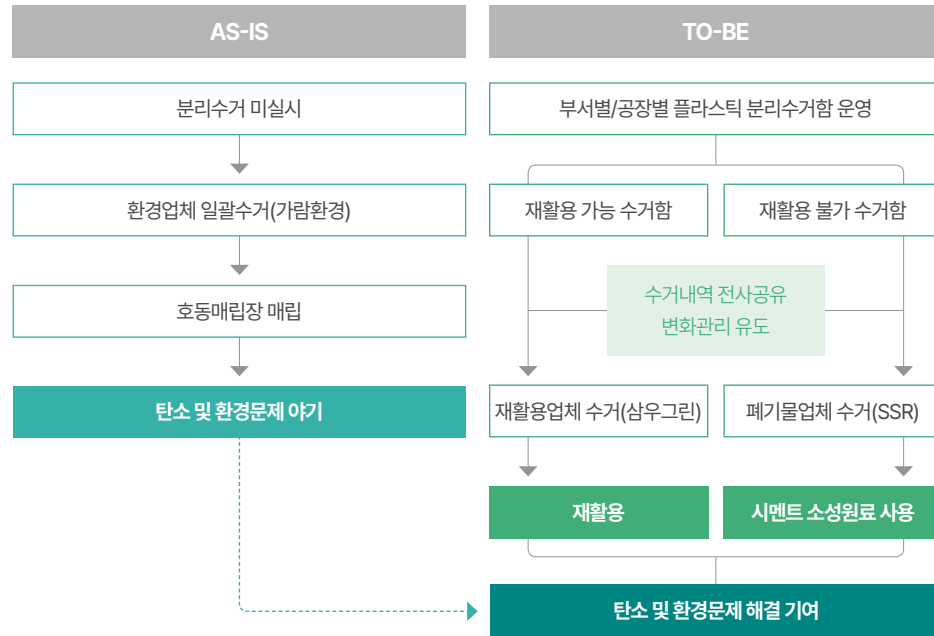 AS-IS
분리수거 미실시
환경업체 일괄수거(가람환경)
호동매립장 매립
탄소 및 환경문제 야기
TO-BE
부서별/공장별 플라스틱 분리수거함 운영
재활용 가능 수거함
재활용 불가 수거함
수거내역 전사공유
변화관리 유도
재활용업체 수거(삼우그린)
폐기물업체 수거(SSR)
재활용
시멘트 소성원료 사용
탄소 및 환경문제 해결 기여